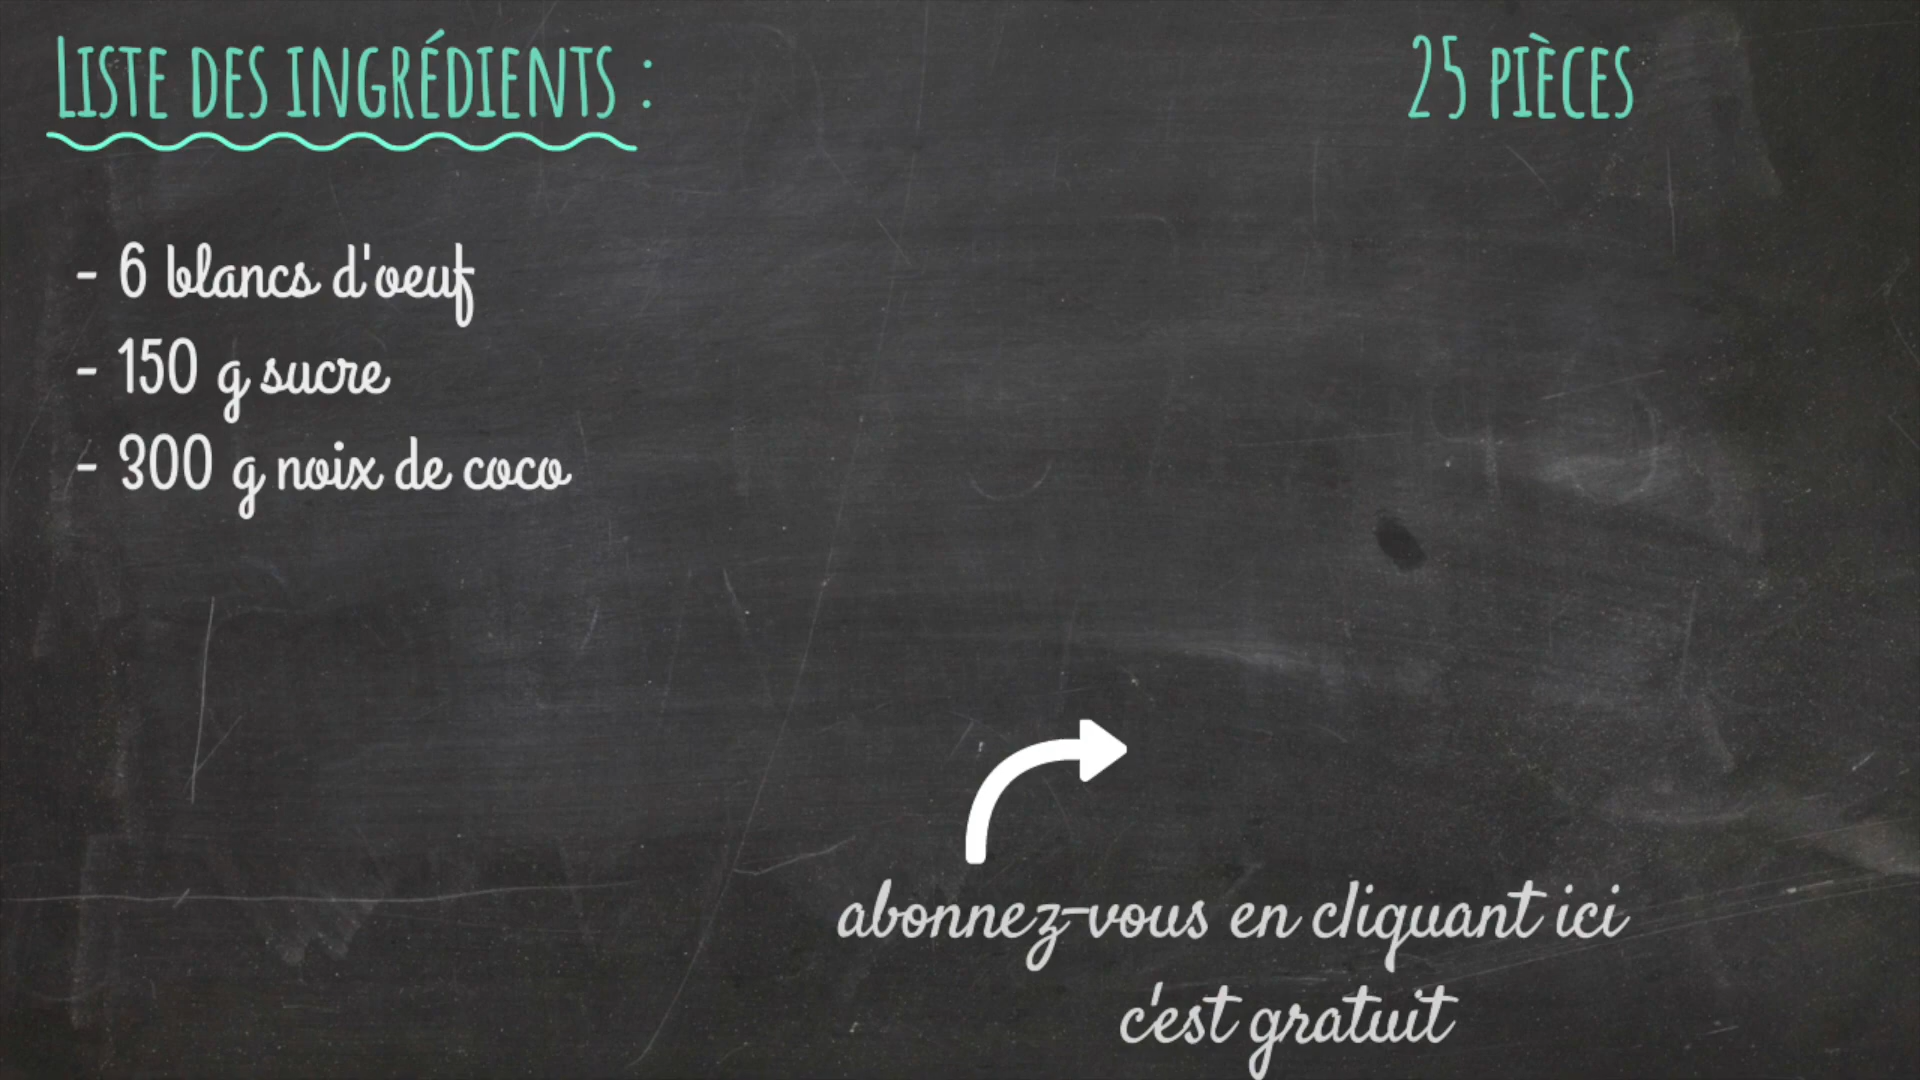 Liste des ingrédients :
25 pièces
- 6 blancs d'oeuf
- 150 g sucre
- 300 g noix de coco
abonnez-vous en cliquant ici
c'est gratuit